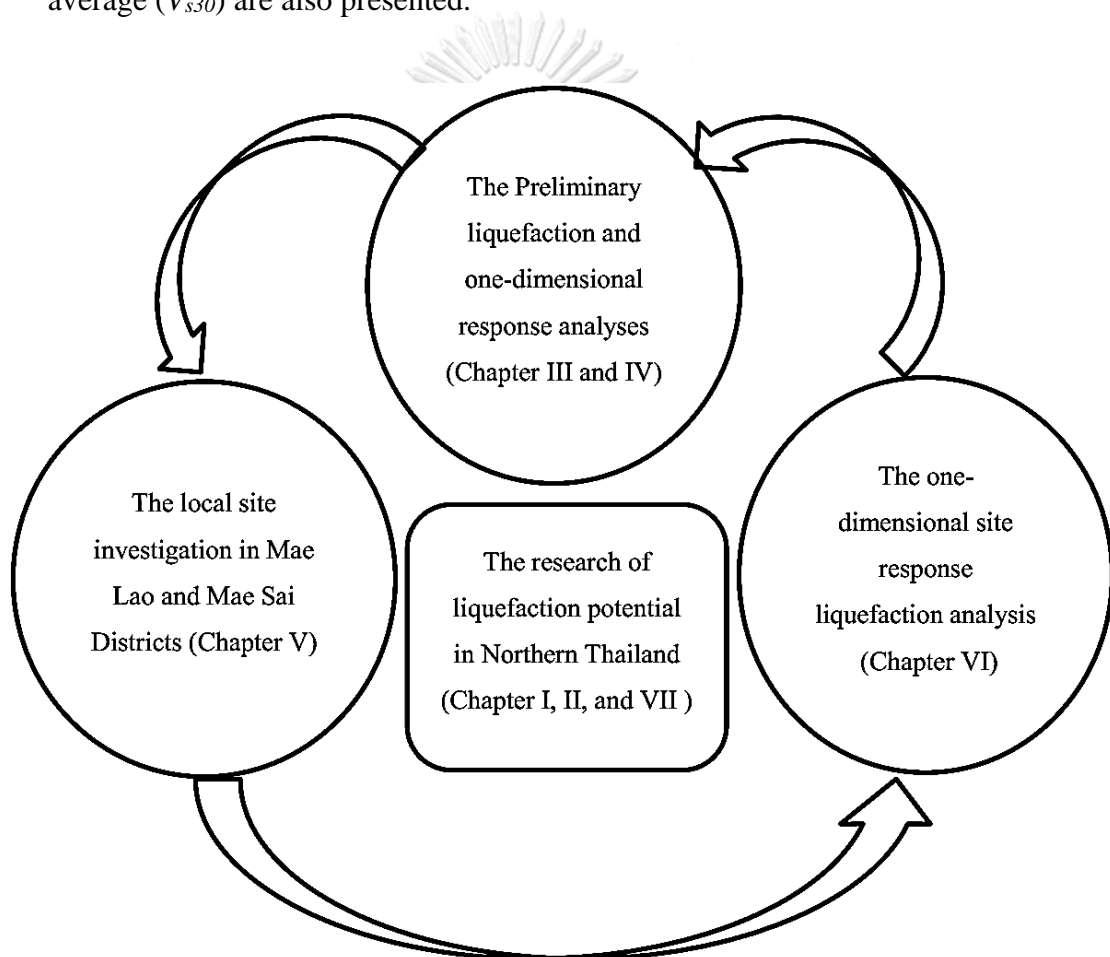 average (Vs30) are also presented.
The Preliminary
liquefaction and
one-dimensional
response analyses
(Chapter III and IV)
The local site
investigation in Mae
Lao and Mae Sai
Districts (Chapter V)
The research of
liquefaction potential
in Northern Thailand
(Chapter I, II, and VII )
The one-
dimensional site
response
liquefaction analysis
(Chapter VI)